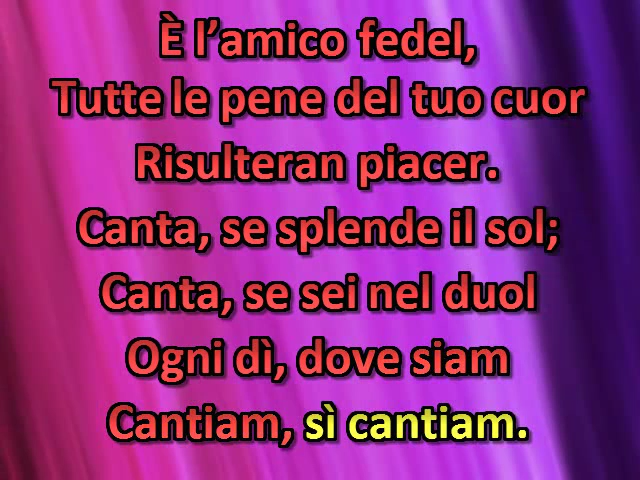 È l’amico fedel,
Tutte le pene del tuo cuor
Risulteran piacer.
Canta, se splende il sol;
Canta, se sei nel duol
Ogni dì, dove siam
Cantiam, sì cantiam.